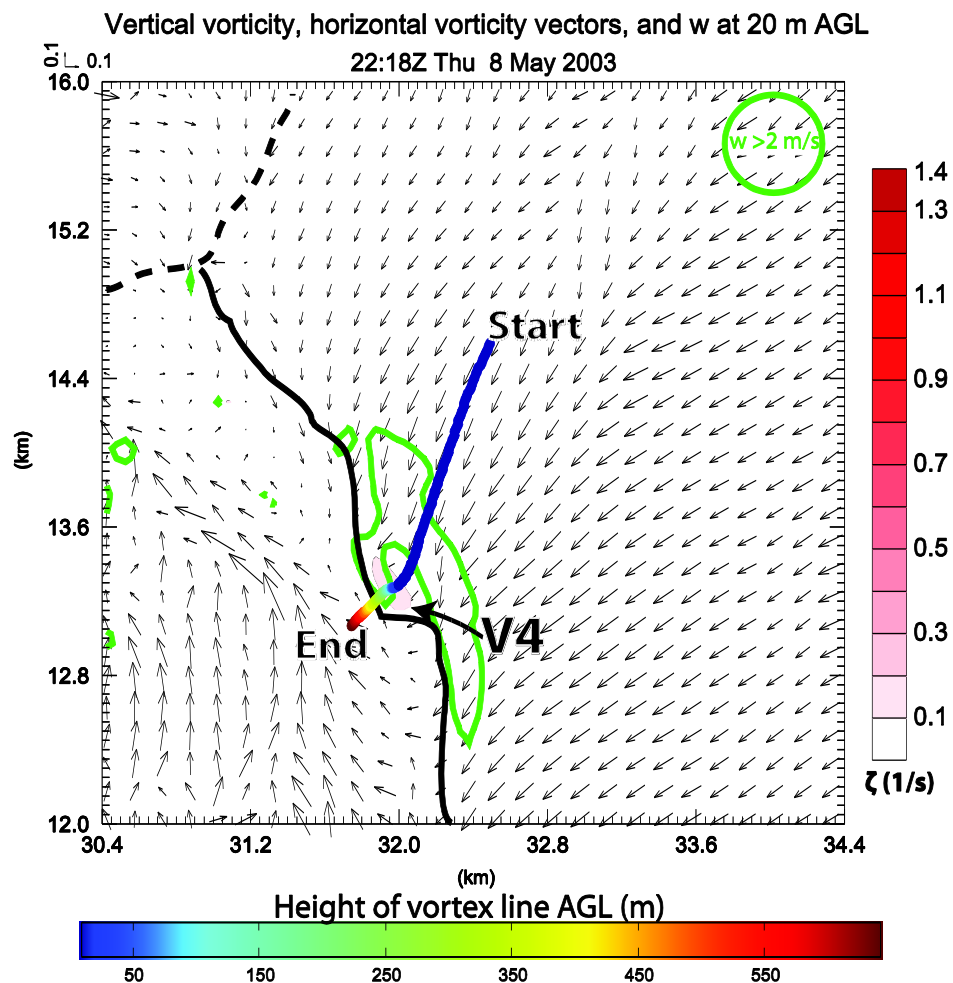 Vertical vorticity, horizontal vorticity vectors, and w at 20 m AGL
22:18Z Thu 8 May 2003
0.1
0.1
16.0
15.2
14.4
13.6
12.8
12.0
(km)
w >2 m/s
Start
End
V4
30.4 31.2 32.0 32.8 33.6 34.4
(km)
1.4
1.3
1.1
0.9
0.7
0.5
0.3
0.1
ζ (1/s)
Height of vortex line AGL (m)
50 150 250 350 450 550